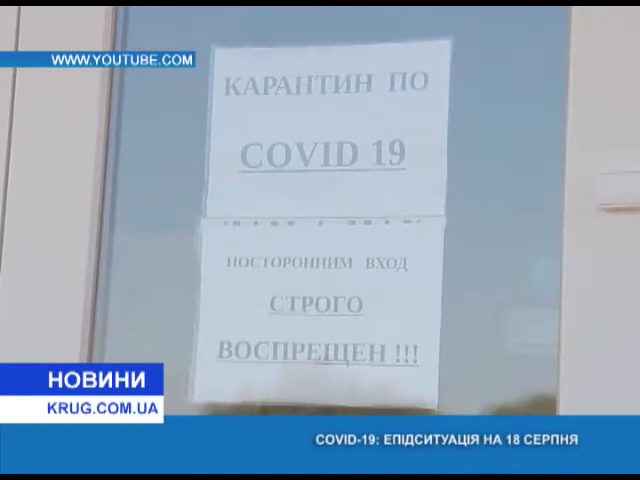 WWW.YOUTUBE.COM
КАРАНТИН ПО
COVID 19
ПОСТОРОННИМ ВХОД
СТРОГО
ВОСПРЕЩЕН !!!
НОВИНИ
KRUG.COM.UA
COVID-19: ЕПІДСИТУАЦІЯ НА 18 СЕРПНЯ